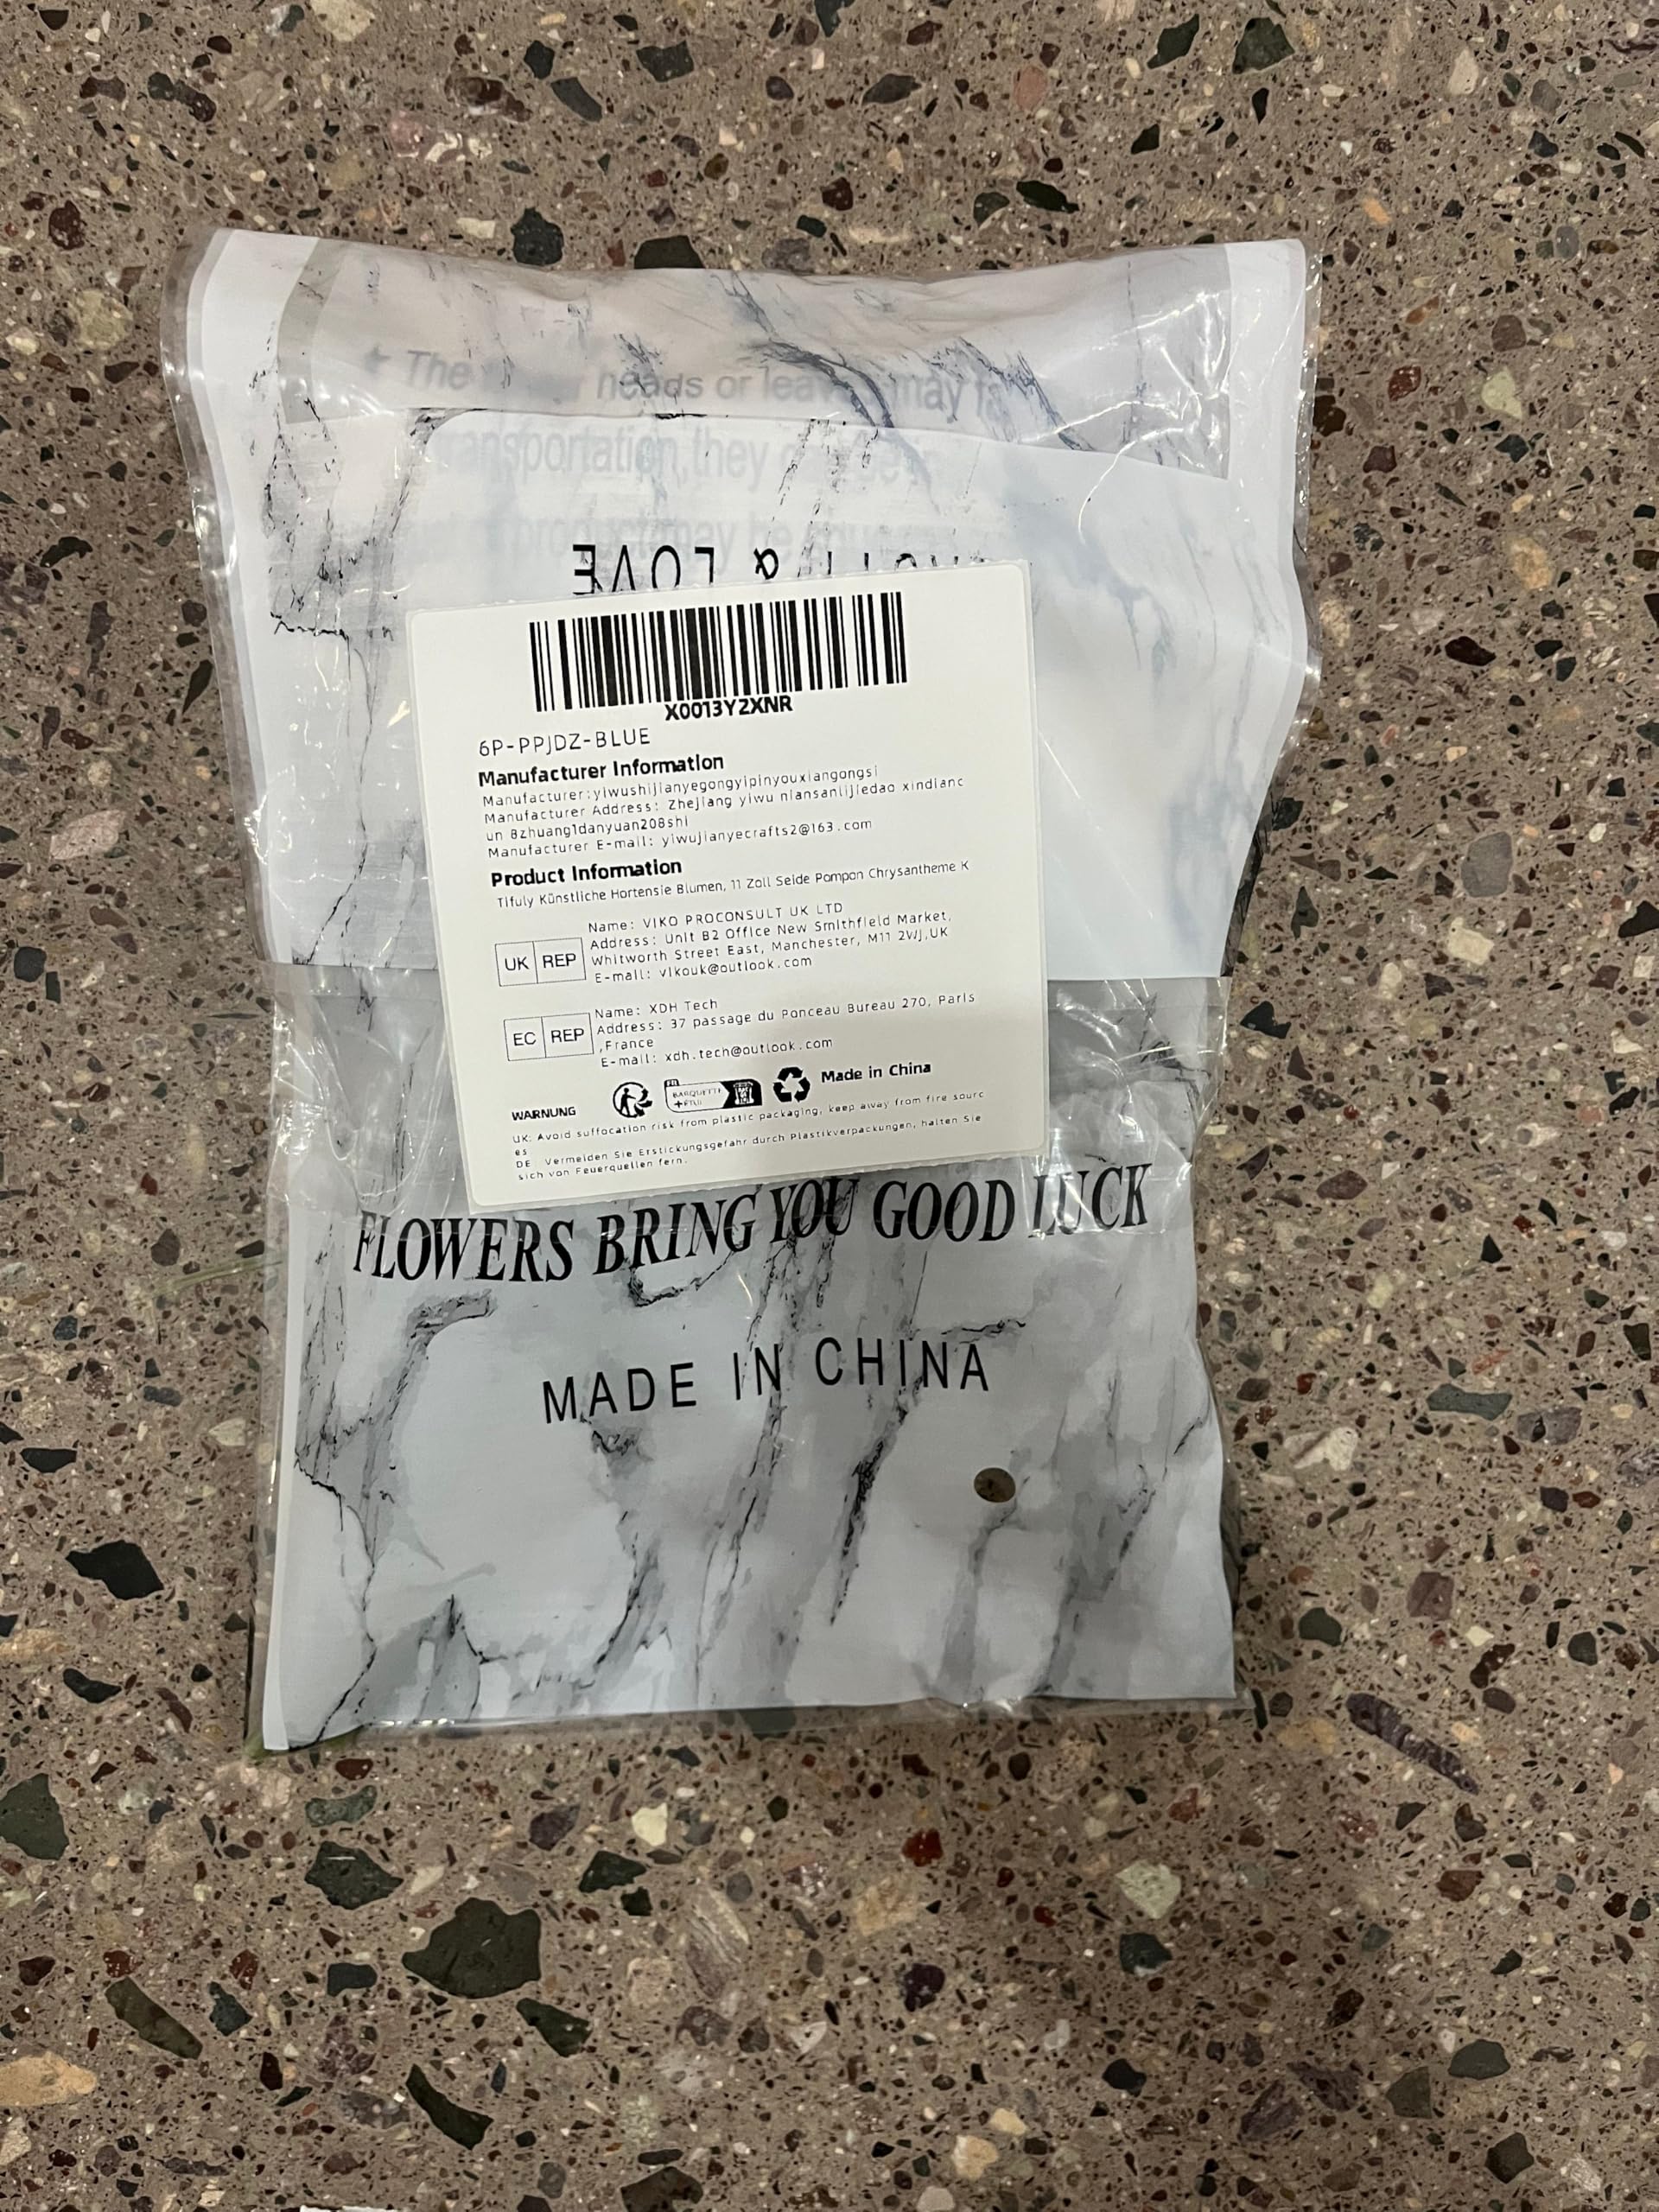 The heads or may
transportation, they
product may be
& LOVE
X0013Y2XNR
6P-PPJDZ-BLUE
Manufacturer Information
Manufacturer:yiwushijianyegongyipinyouxiangongsi
Manufacturer Address: Zhejiang yiwu niansanlijiedao xindianc
un 8zhuang1danyuan208shi
Manufacturer E-mail: yiwujianyecrafts2@163.com
Product Information
Tifuly Künstliche Hortensie Blumen, 11 Zoll Seide Pompon Chrysantheme K
UK REP
Name: VIKO PROCONSULT UK LTD
Address: Unit B2 Office New Smithfield Market,
Whitworth Street East, Manchester, M11 2WJ,UK
E-mail: vikouk@outlook.com
EC REP
Name: XDH Tech
Address: 37 passage du Ponceau Bureau 270, Paris
,France
E-mail: xdh.tech@outlook.com
FR
BARQUETTE
+ÉTUI
Made in China
WARNUNG
UK: Avoid suffocation risk from plastic packaging, keep away from fire sourc
es
DE: Vermeiden Sie Erstickungsgefahr durch Plastikverpackungen, halten Sie
sich von Feuerquellen fern.
FLOWERS BRING YOU GOOD LUCK
MADE IN CHINA